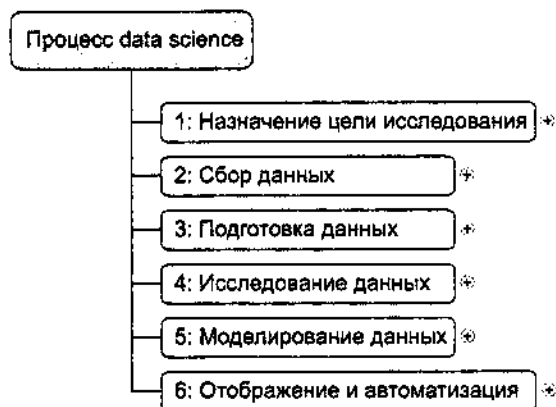 Процесс data science
1: Назначение цели исследования
2: Сбор данных
3: Подготовка данных
4: Исследование данных
5: Моделирование данных
6: Отображение и автоматизация